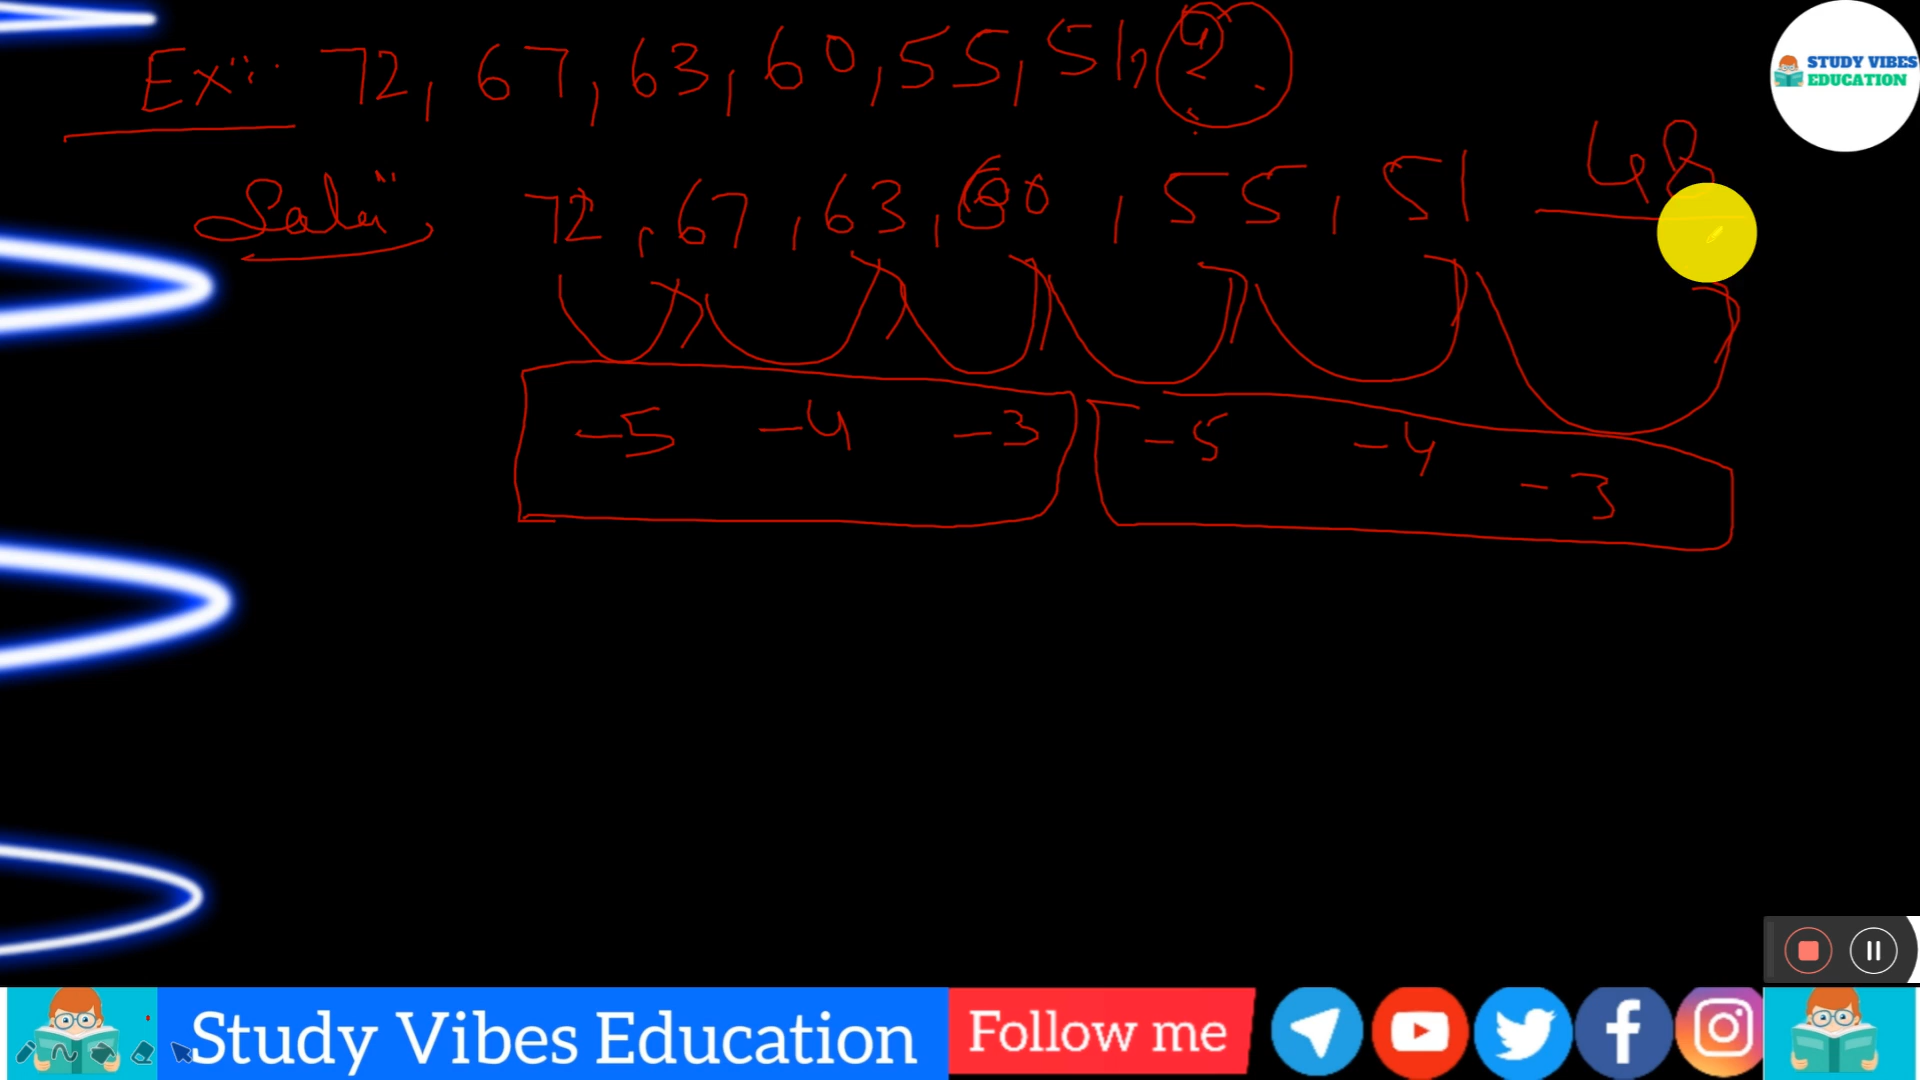 Ex:- 72, 67, 63, 60, 55, 51, ?
STUDY VIBES
EDUCATION
72, 67, 63, 60, 55, 51 48
-5 -4 -3 -5 -4 -3
Study Vibes Education Follow me